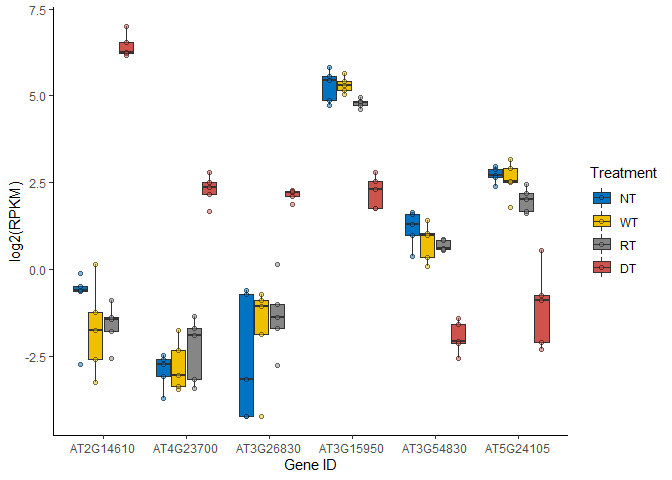 7.5
5.0
2.5
0.0
-2.5
log2(RPKM )
AT2G14610 AT4G23700 AT3G26830 AT3G15950 AT3G54830 AT5G24105
Gene ID
Treatment
NT
WT
RT
DT